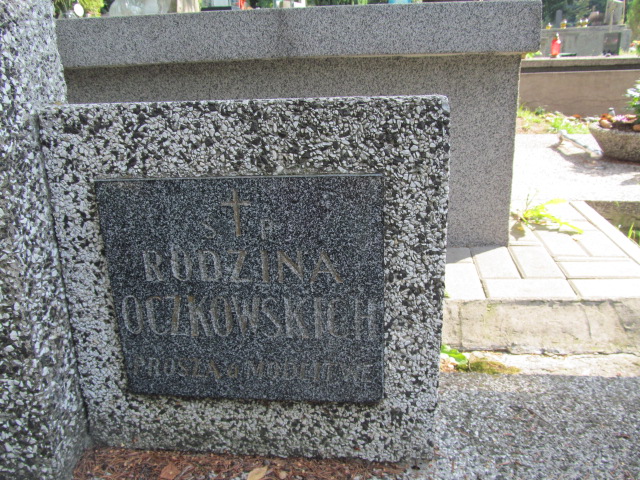 Ś P
RODZINA
OCZKOWSKICH
PROSZĄ O MODLITWĘ